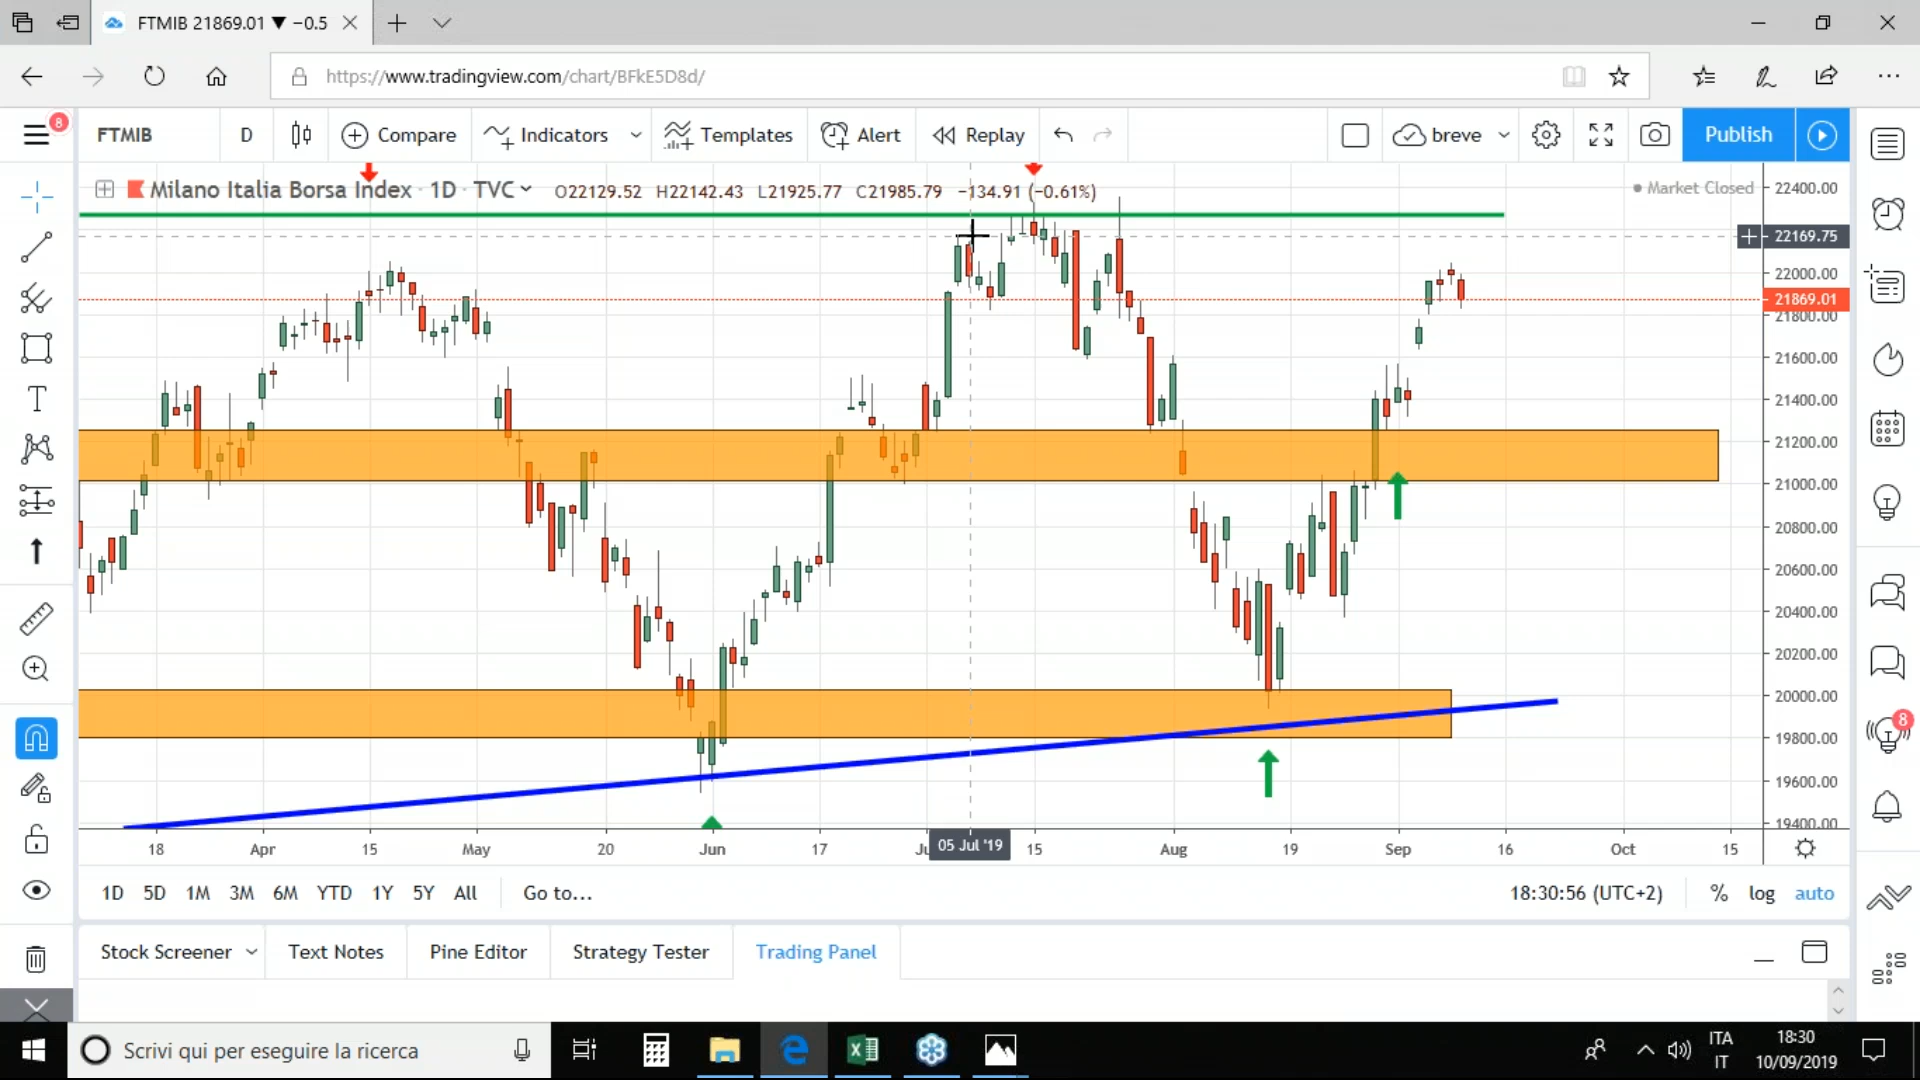 FTMIB 21869.01 ▼ −0.5
https://www.tradingview.com/chart/BFkE5D8d/
8
FTMIB D Compare Indicators Templates Alert Replay breve Publish
Milano Italia Borsa Index · 1D · TVC O22129.52 H22142.43 L21925.77 C21985.79 −134.91 (−0.61%)
Market Closed
22400.00
22169.75
22000.00
21869.01
21800.00
21600.00
21400.00
21200.00
21000.00
20800.00
20600.00
20400.00
20200.00
20000.00
19800.00
19600.00
19400.00
8
18 Apr 15 May 20 Jun 17 05 Jul '19 15 Aug 19 Sep 16 Oct 15
1D 5D 1M 3M 6M YTD 1Y 5Y All Go to... 18:30:56 (UTC+2) % log auto
Stock Screener Text Notes Pine Editor Strategy Tester Trading Panel
Scrivi qui per eseguire la ricerca
ITA
IT
18:30
10/09/2019